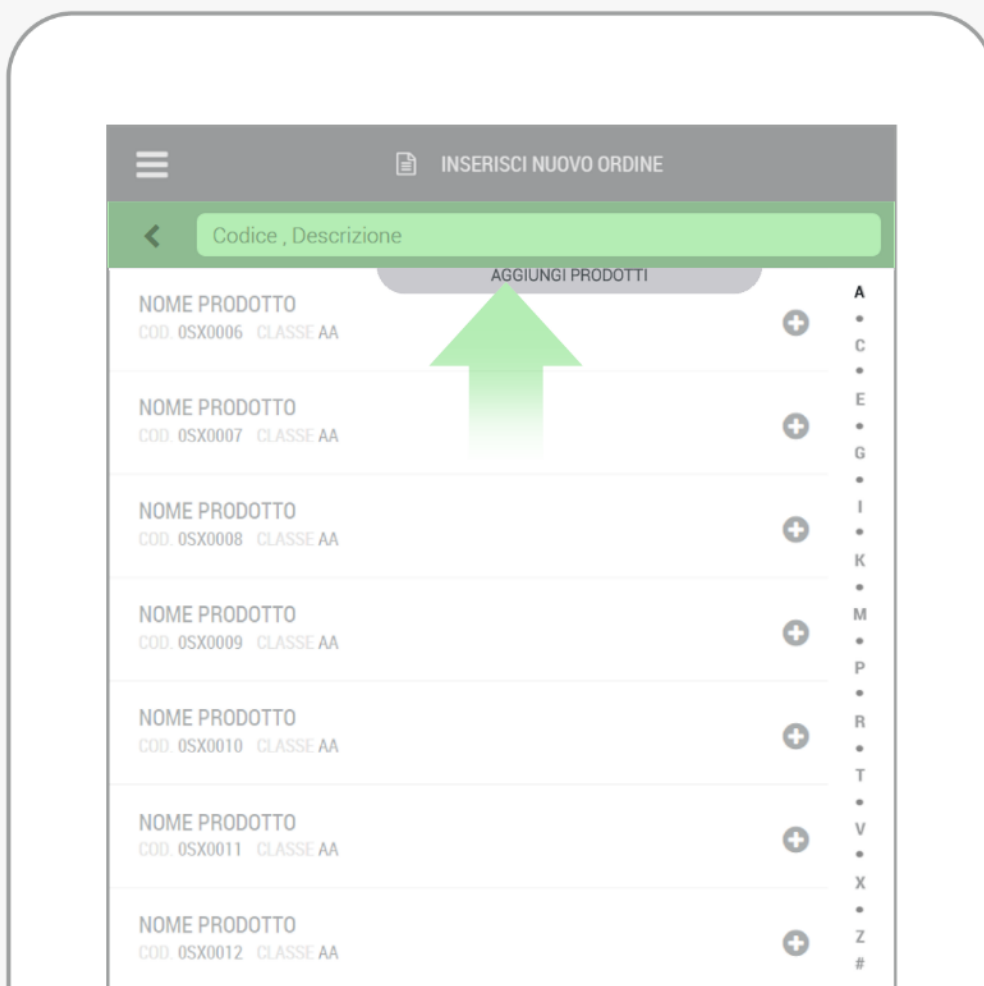 INSERISCI NUOVO ORDINE
Codice , Descrizione
AGGIUNGI PRODOTTI
NOME PRODOTTO
COD. 0SX0006 CLASSE AA
NOME PRODOTTO
COD. 0SX0007 CLASSE AA
NOME PRODOTTO
COD. 0SX0008 CLASSE AA
NOME PRODOTTO
COD. 0SX0009 CLASSE AA
NOME PRODOTTO
COD. 0SX0010 CLASSE AA
NOME PRODOTTO
COD. 0SX0011 CLASSE AA
NOME PRODOTTO
COD. 0SX0012 CLASSE AA
A
•
C
•
E
•
G
•
I
•
K
•
M
•
P
•
R
•
T
•
V
•
X
•
Z
#